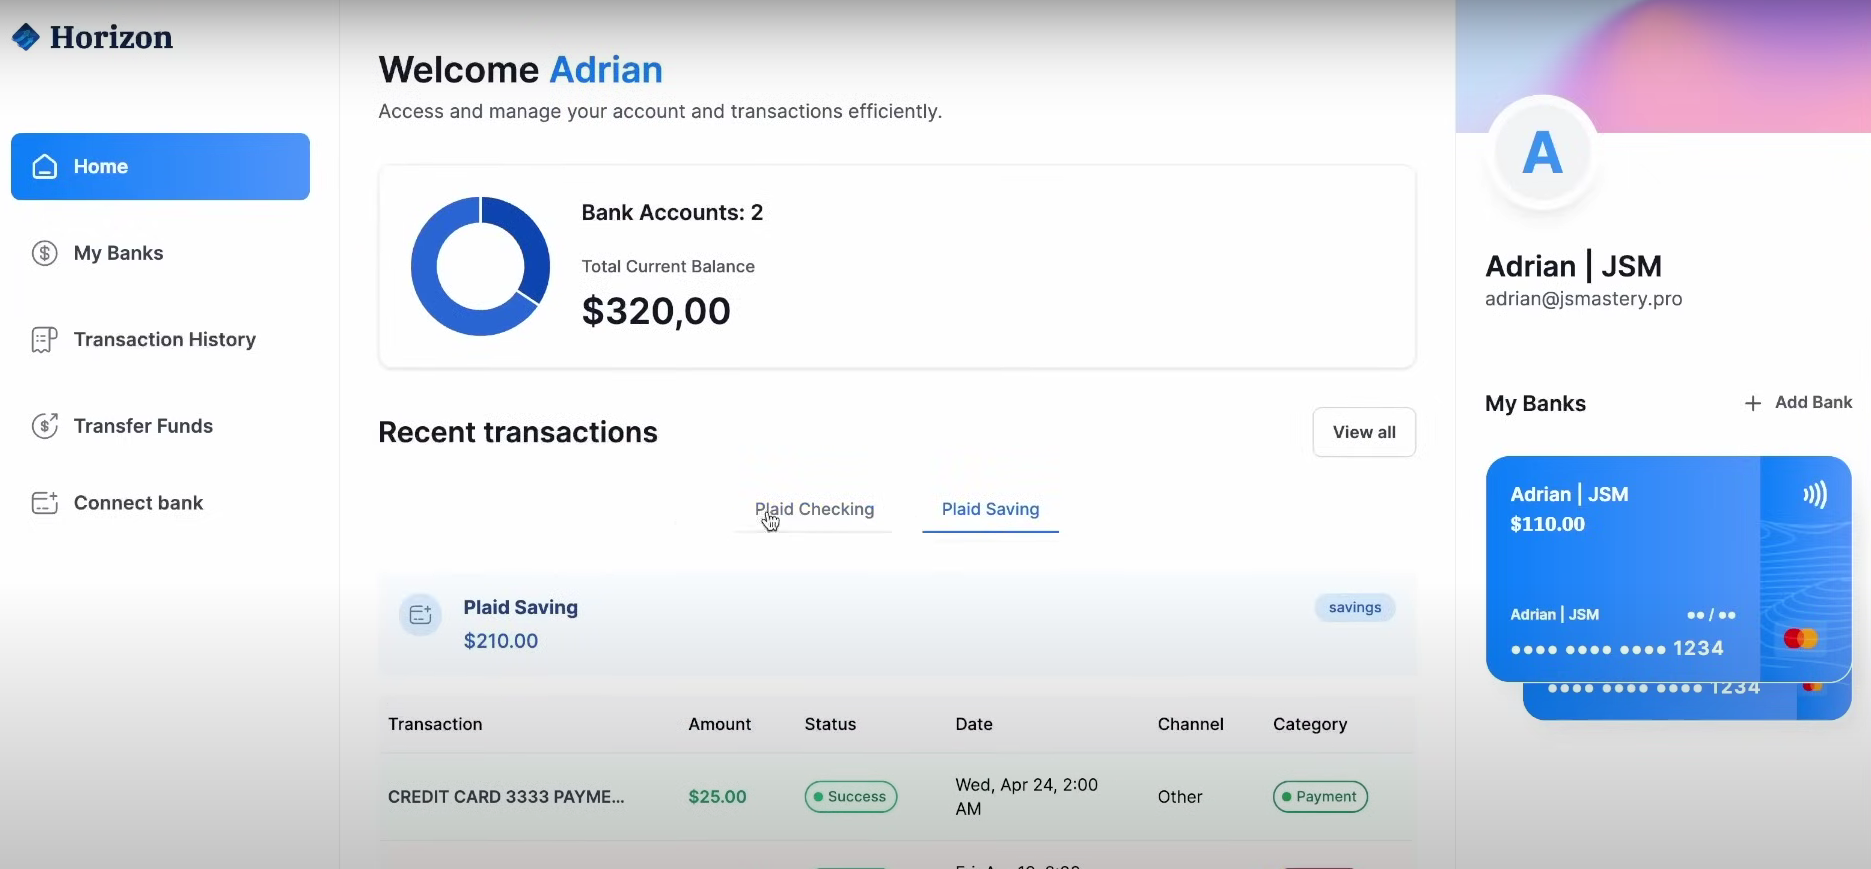 Horizon
Home
My Banks
Transaction History
Transfer Funds
Connect bank
Welcome Adrian
Access and manage your account and transactions efficiently.
Bank Accounts: 2
Total Current Balance
$320,00
Recent transactions
View all
Plaid Checking
Plaid Saving
Plaid Saving
$210.00
savings
Transaction Amount Status Date Channel Category
CREDIT CARD 3333 PAYME... $25.00 Success Wed, Apr 24, 2:00 AM Other Payment
A
Adrian | JSM
adrian@jsmastery.pro
My Banks
+ Add Bank
Adrian | JSM
$110.00
Adrian | JSM ●● / ●●
●●●● ●●●● ●●●● 1234
●●●● ●●●● ●●●● 1234